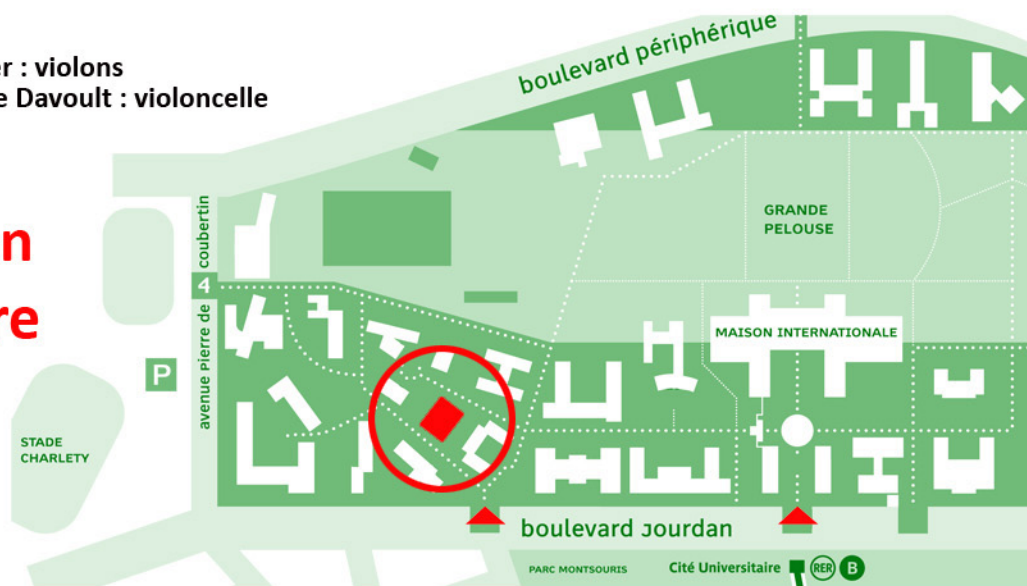 er : violons
e Davoult : violoncelle
n
re
boulevard périphérique
avenue Pierre de coubertin
4
P
STADE
CHARLETY
GRANDE
PELOUSE
MAISON INTERNATIONALE
boulevard Jourdan
PARC MONTSOURIS
Cité Universitaire RER B